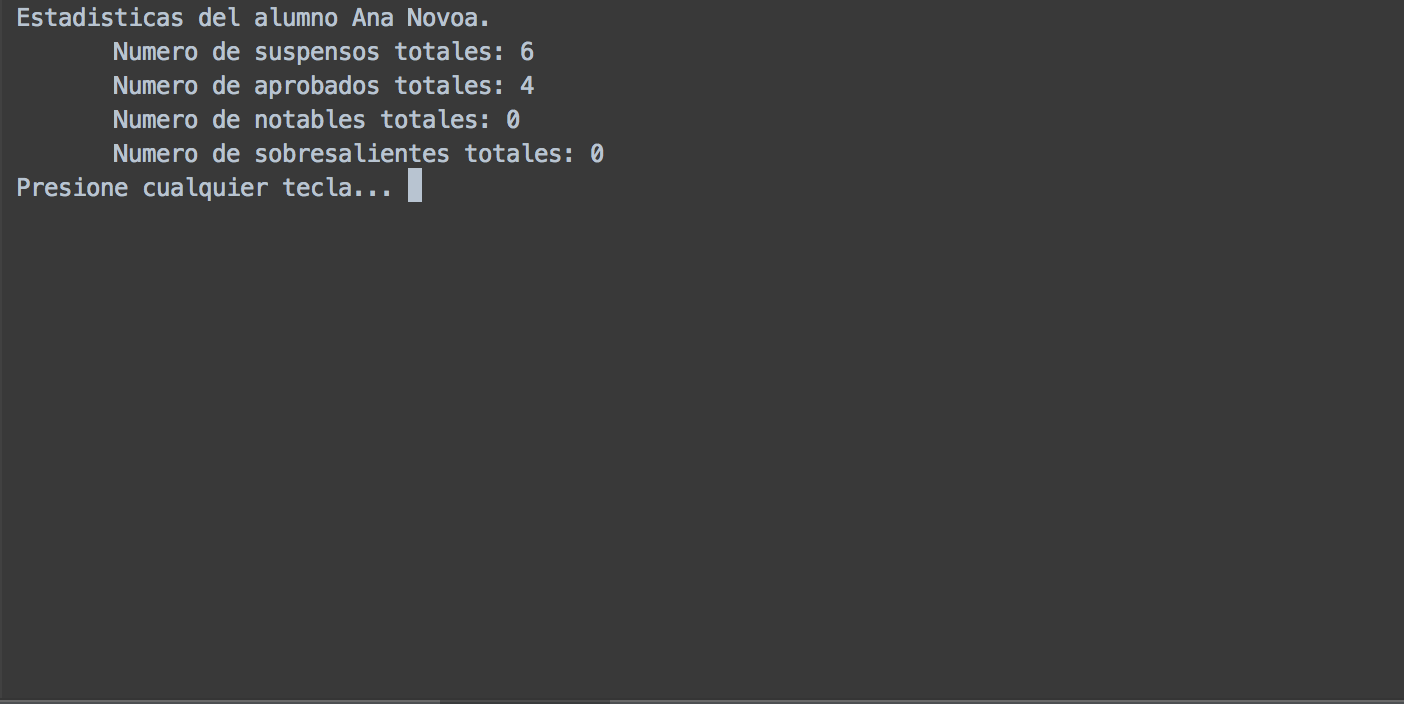 Estadisticas del alumno Ana Novoa.
Numero de suspensos totales: 6
Numero de aprobados totales: 4
Numero de notables totales: 0
Numero de sobresalientes totales: 0
Presione cualquier tecla...